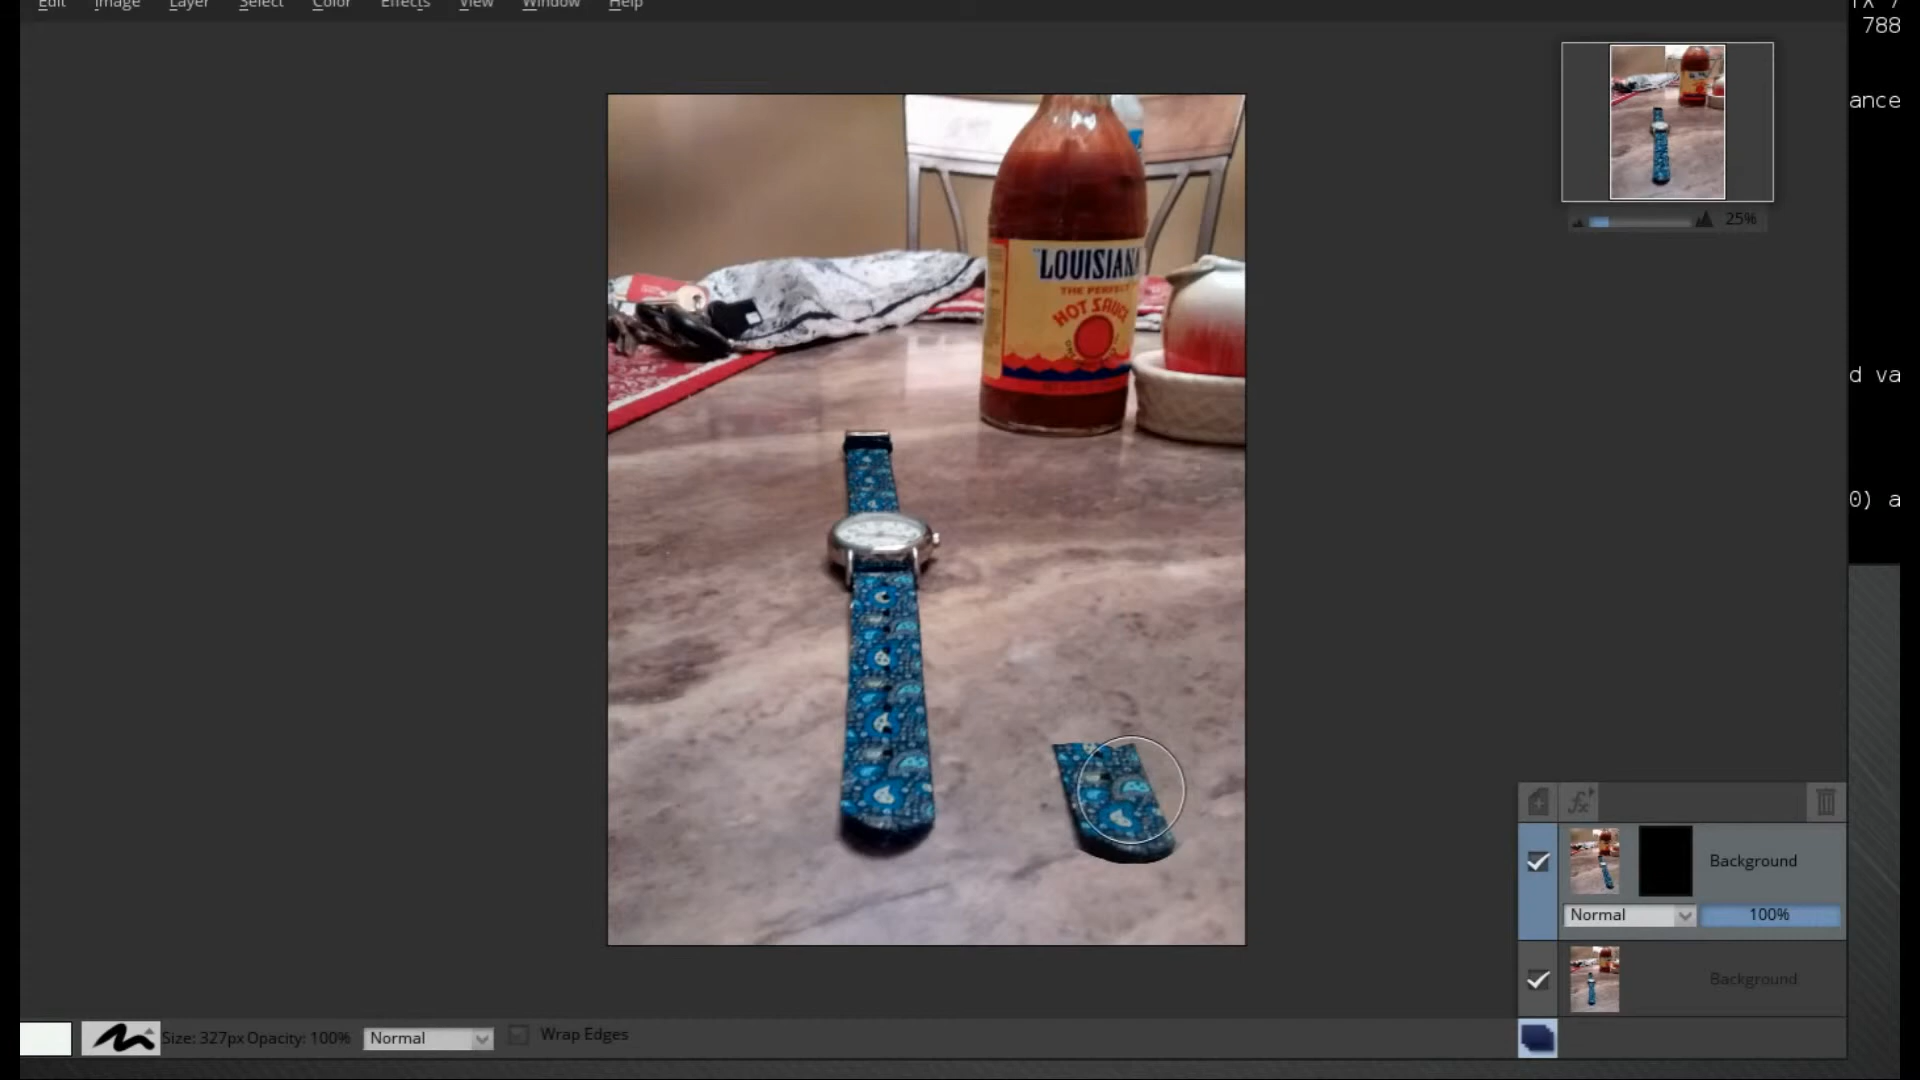 Edit Image Layer Select Color Effects View Window Help
788
ance
25%
"LOUISIANA
THE PERFECT
HOT SAUCE
d va
0) a
Background
Normal 100%
Background
Size: 327px Opacity: 100% Normal Wrap Edges